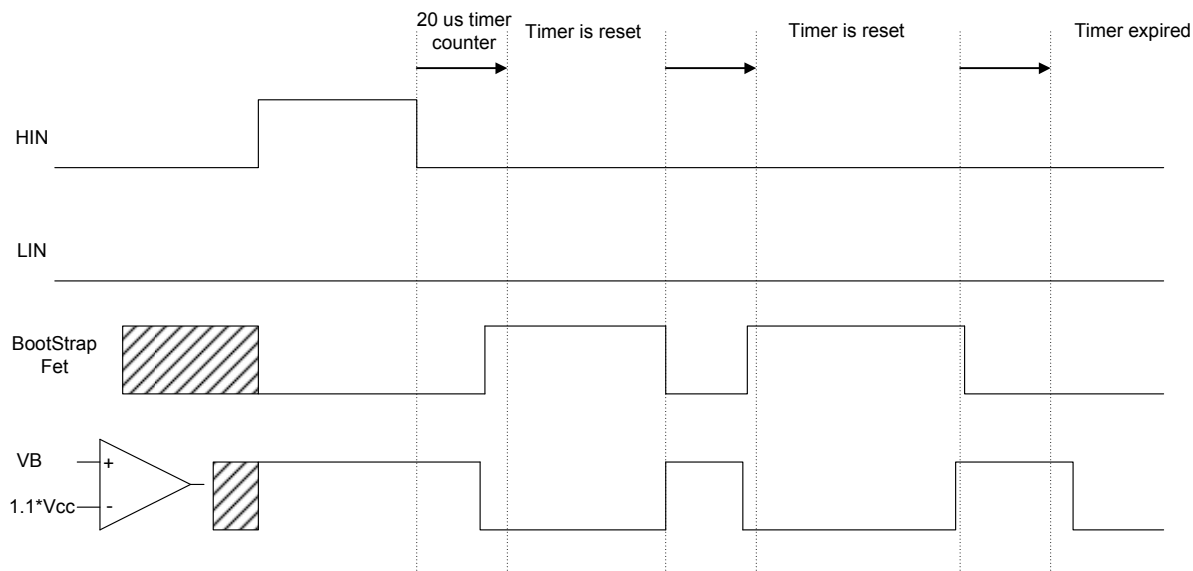 20 us timer
counter
Timer is reset
Timer is reset
Timer expired
HIN
LIN
BootStrap
Fet
VB
+
1.1*Vcc
-